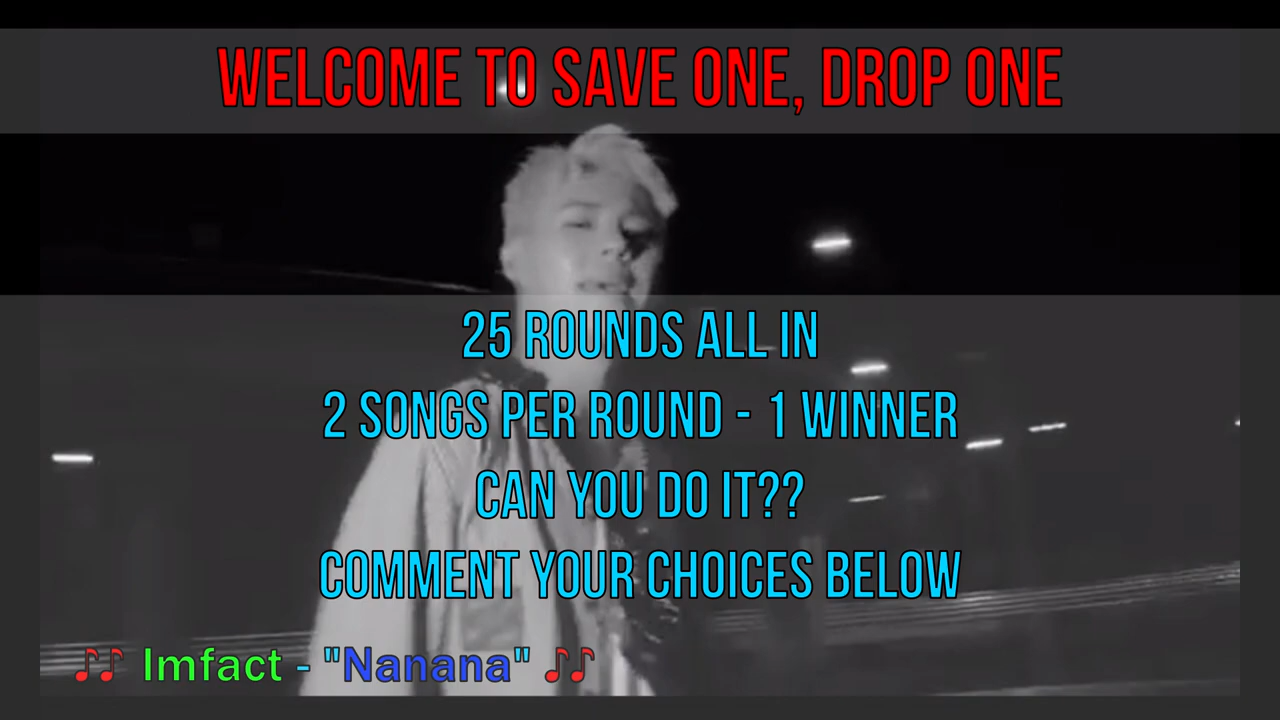 WELCOME TO SAVE ONE, DROP ONE
25 ROUNDS ALL IN
2 SONGS PER ROUND - 1 WINNER
CAN YOU DO IT??
COMMENT YOUR CHOICES BELOW
🎵🎵 Imfact - "Nanana" 🎵🎵